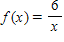 f(x) = 6/x